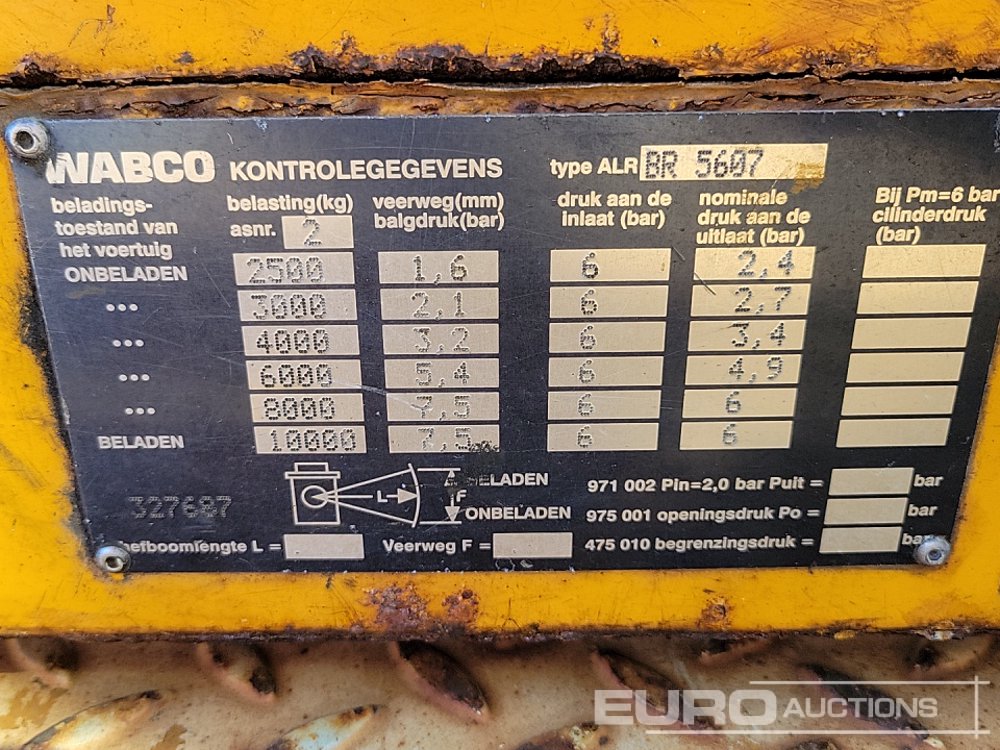 WABCO KONTROLEGEGEVENS type ALR BR 5607
beladings-
toestand van
het voertuig
belasting(kg)
asnr. 2
veerweg(mm)
balgdruk(bar)
druk aan de
inlaat (bar)
nominale
druk aan de
uitlaat (bar)
Bij Pm=6 bar
cilinderdruk
(bar)
ONBELADEN 2500 1,6 6 2,4
••• 3000 2,1 6 2,7
••• 4000 3,2 6 3,4
••• 6000 5,4 6 4,9
••• 8000 7,5 6 6
BELADEN 10000 7,5 6 6
327687
L
F
BELADEN
ONBELADEN
971 002 Pin=2,0 bar Puit = bar
975 001 openingsdruk Po = bar
hefboomlengte L = Veerweg F = 475 010 begrenzingsdruk = bar
EURO AUCTIONS